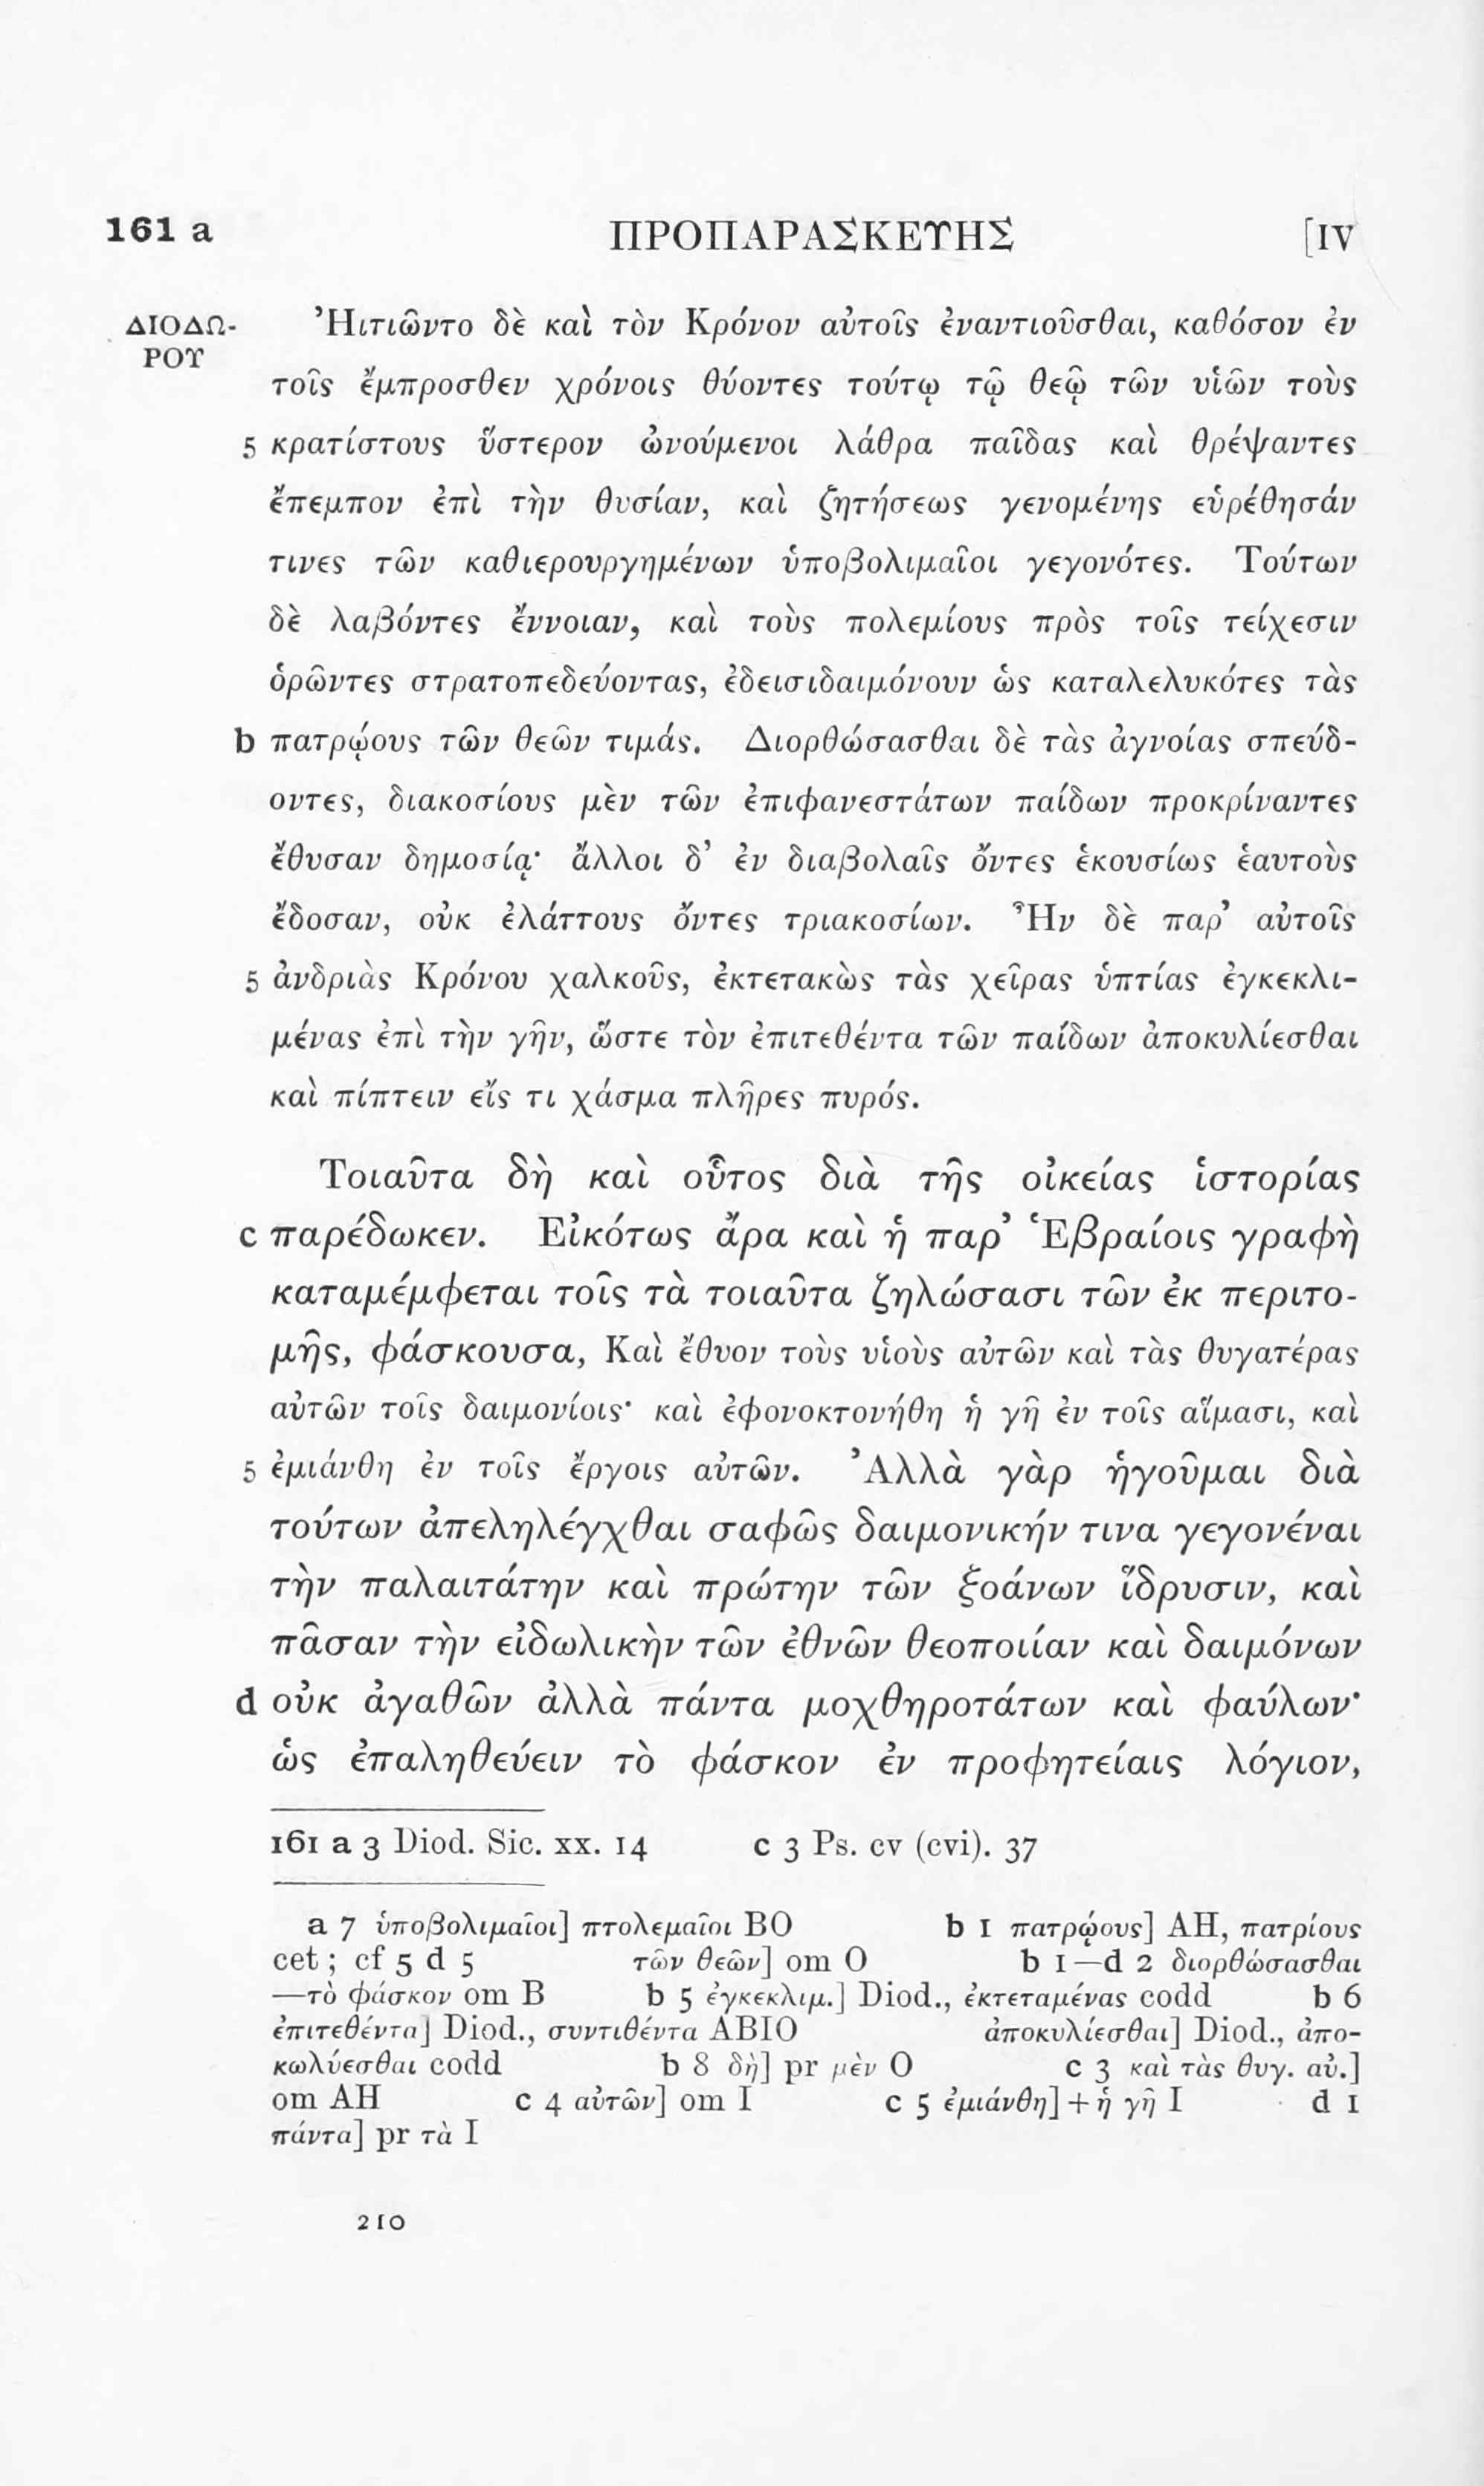 161 a ΠΡΟΠΑΡΑΣΚΕΥΗΣ [IV
ΔΙΟΔΩ- Ἠιτιῶντο δὲ καὶ τὸν Κρόνον αὐτοῖς ἐναντιοῦσθαι, καθόσον ἐν
ΡΟΥ
τοῖς ἔμπροσθεν χρόνοις θύοντες τούτῳ τῷ θεῷ τῶν υἱῶν τοὺς
5 κρατίστους ὕστερον ὠνούμενοι λάθρα παῖδας καὶ θρέψαντες
ἔπεμπον ἐπὶ τὴν θυσίαν, καὶ ζητήσεως γενομένης εὑρέθησάν
τινες τῶν καθιερουργημένων ὑποβολιμαῖοι γεγονότες. Τούτων
δὲ λαβόντες ἔννοιαν, καὶ τοὺς πολεμίους πρὸς τοῖς τείχεσιν
ὁρῶντες στρατοπεδεύοντας, ἐδεισιδαιμόνουν ὡς καταλελυκότες τὰς
b πατρῴους τῶν θεῶν τιμάς. Διορθώσασθαι δὲ τὰς ἀγνοίας σπεύδ-
οντες, διακοσίους μὲν τῶν ἐπιφανεστάτων παίδων προκρίναντες
ἔθυσαν δημοσίᾳ· ἄλλοι δ’ ἐν διαβολαῖς ὄντες ἑκουσίως ἑαυτοὺς
ἔδοσαν, οὐκ ἐλάττους ὄντες τριακοσίων. Ἦν δὲ παρ’ αὐτοῖς
5 ἀνδριὰς Κρόνου χαλκοῦς, ἐκτετακὼς τὰς χεῖρας ὑπτίας ἐγκεκλι-
μένας ἐπὶ τὴν γῆν, ὥστε τὸν ἐπιτεθέντα τῶν παίδων ἀποκυλίεσθαι
καὶ πίπτειν εἴς τι χάσμα πλῆρες πυρός.
Τοιαῦτα δὴ καὶ οὗτος διὰ τῆς οἰκείας ἱστορίας
c παρέδωκεν. Εἰκότως ἄρα καὶ ἡ παρ’ Ἑβραίοις γραφὴ
καταμέμφεται τοῖς τὰ τοιαῦτα ζηλώσασι τῶν ἐκ περιτο-
μῆς, φάσκουσα, Καὶ ἔθυον τοὺς υἱοὺς αὐτῶν καὶ τὰς θυγατέρας
αὐτῶν τοῖς δαιμονίοις· καὶ ἐφονοκτονήθη ἡ γῆ ἐν τοῖς αἵμασι, καὶ
5 ἐμιάνθη ἐν τοῖς ἔργοις αὐτῶν. Ἀλλὰ γὰρ ἡγοῦμαι διὰ
τούτων ἀπεληλέγχθαι σαφῶς δαιμονικήν τινα γεγονέναι
τὴν παλαιτάτην καὶ πρώτην τῶν ξοάνων ἵδρυσιν, καὶ
πᾶσαν τὴν εἰδωλικὴν τῶν ἐθνῶν θεοποιίαν καὶ δαιμόνων
d οὐκ ἀγαθῶν ἀλλὰ πάντα μοχθηροτάτων καὶ φαύλων·
ὡς ἐπαληθεύειν τὸ φάσκον ἐν προφητείαις λόγιον,
161 a 3 Diod. Sic. xx. 14 c 3 Ps. cv (cvi). 37
a 7 ὑποβολιμαῖοι] πτολεμαῖοι BO b 1 πατρῴους] AH, πατρίους
cet; cf 5 d 5 τῶν θεῶν] om O b 1—d 2 διορθώσασθαι
—τὸ φάσκον om B b 5 ἐγκεκλιμ.] Diod., ἐκτεταμένας codd b 6
ἐπιτεθέντα] Diod., συντιθέντα ABIO ἀποκυλίεσθαι] Diod., ἀπο-
κωλύεσθαι codd b 8 δὴ] pr μὲν O c 3 καὶ τὰς θυγ. αὐ.]
om AH c 4 αὐτῶν] om I c 5 ἐμιάνθη]+ἡ γῆ I d 1
πάντα] pr τὰ I
210